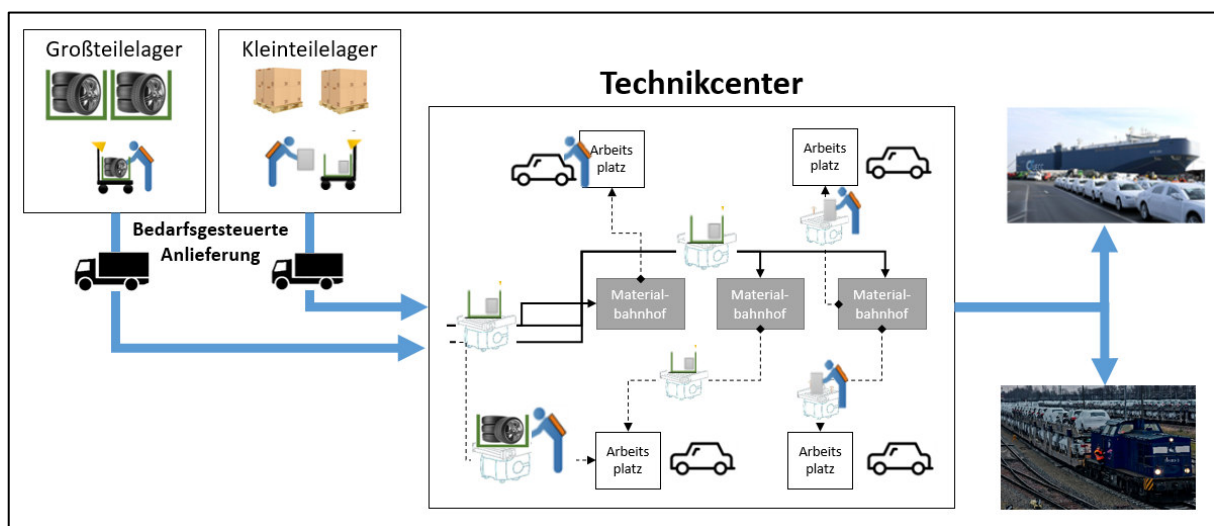 Großteilelager
Kleinteilelager
Technikcenter
Bedarfsgesteuerte
Anlieferung
Arbeits
platz
Arbeits
platz
Material-
bahnhof
Material-
bahnhof
Material-
bahnhof
Arbeits
platz
Arbeits
platz